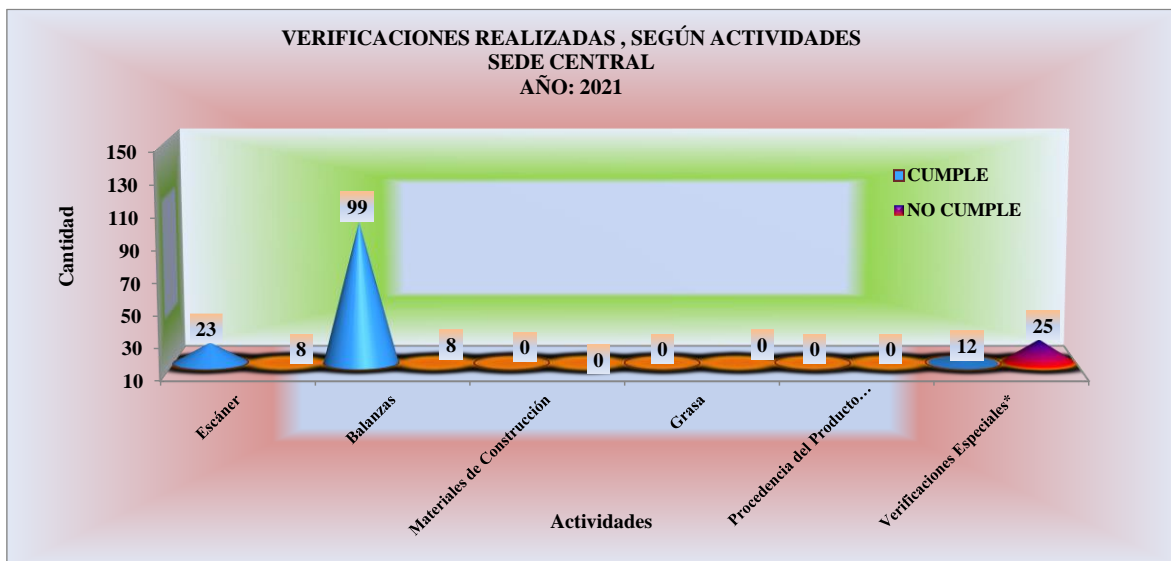 VERIFICACIONES REALIZADAS , SEGÚN ACTIVIDADES
SEDE CENTRAL
AÑO: 2021
Cantidad
150
130
110
90
70
50
30
10
CUMPLE
NO CUMPLE
23
8
99
8
0
0
0
0
0
0
12
25
Escáner
Balanzas
Materiales de Construcción
Grasa
Procedencia del Producto…
Verificaciones Especiales*
Actividades